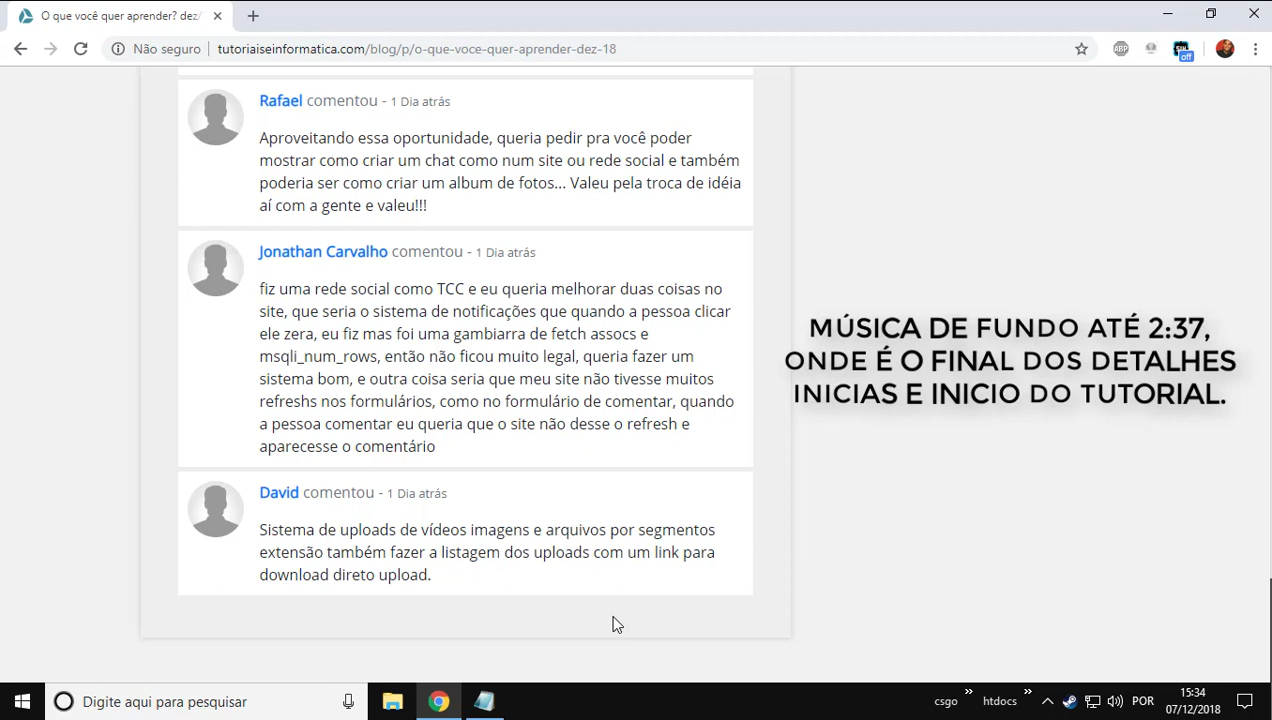 O que você quer aprender? dez/
Não seguro
tutoriaiseinformatica.com/blog/p/o-que-voce-quer-aprender-dez-18
ABP
off
Rafael comentou - 1 Dia atrás
Aproveitando essa oportunidade, queria pedir pra você poder
mostrar como criar um chat como num site ou rede social e também
poderia ser como criar um album de fotos... Valeu pela troca de idéia
aí com a gente e valeu!!!
Jonathan Carvalho comentou - 1 Dia atrás
fiz uma rede social como TCC e eu queria melhorar duas coisas no
site, que seria o sistema de notificações que quando a pessoa clicar
ele zera, eu fiz mas foi uma gambiarra de fetch assocs e
msqli_num_rows, então não ficou muito legal, queria fazer um
sistema bom, e outra coisa seria que meu site não tivesse muitos
refreshs nos formulários, como no formulário de comentar, quando
a pessoa comentar eu queria que o site não desse o refresh e
aparecesse o comentário
MÚSICA DE FUNDO ATÉ 2:37,
ONDE É O FINAL DOS DETALHES
INICIAS E INICIO DO TUTORIAL.
David comentou - 1 Dia atrás
Sistema de uploads de vídeos imagens e arquivos por segmentos
extensão também fazer a listagem dos uploads com um link para
download direto upload.
Digite aqui para pesquisar
csgo
htdocs
POR
15:34
07/12/2018